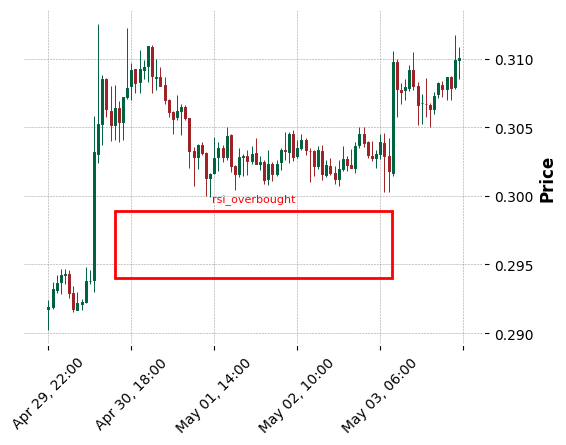 0.310
0.305
0.300
0.295
0.290
Price
rsi_overbought
Apr 29, 22:00
Apr 30, 18:00
May 01, 14:00
May 02, 10:00
May 03, 06:00